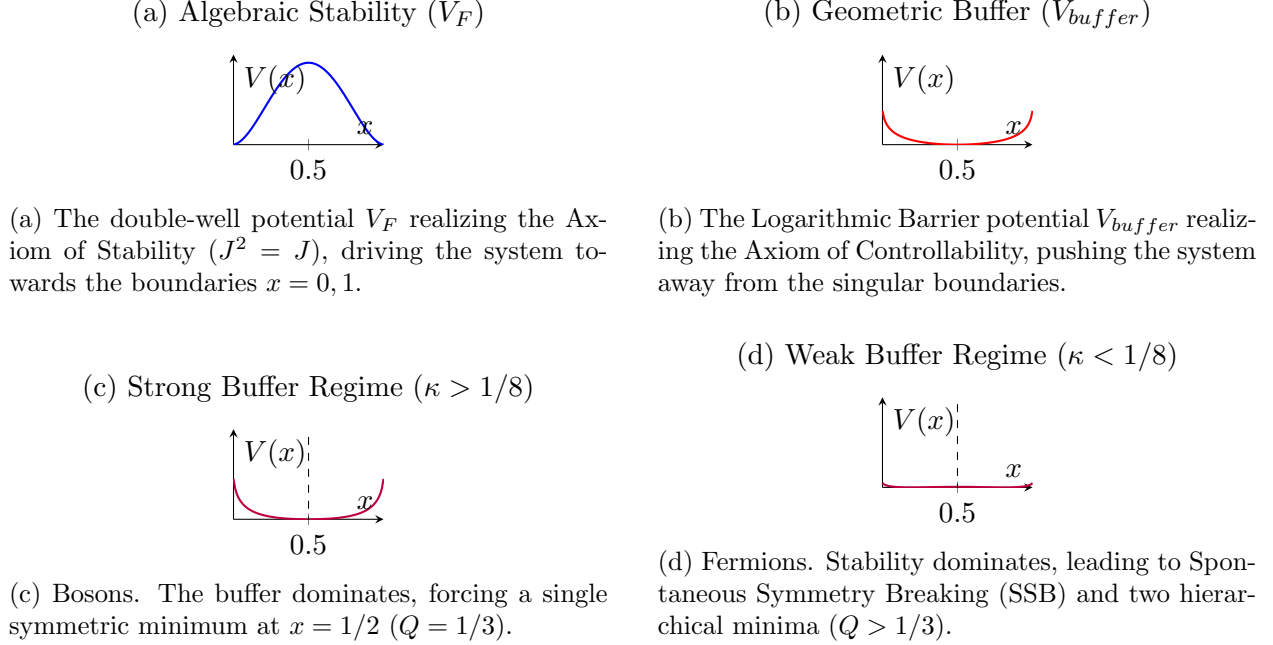 (a) Algebraic Stability (V_F)
V(x)
x
0.5
(a) The double-well potential V_F realizing the Ax-
iom of Stability (J² = J), driving the system to-
wards the boundaries x = 0, 1.
(b) Geometric Buffer (V_buffer)
V(x)
x
0.5
(b) The Logarithmic Barrier potential V_buffer realiz-
ing the Axiom of Controllability, pushing the system
away from the singular boundaries.
(c) Strong Buffer Regime (κ > 1/8)
V(x)
x
0.5
(c) Bosons. The buffer dominates, forcing a single
symmetric minimum at x = 1/2 (Q = 1/3).
(d) Weak Buffer Regime (κ < 1/8)
V(x)
x
0.5
(d) Fermions. Stability dominates, leading to Spon-
taneous Symmetry Breaking (SSB) and two hierar-
chical minima (Q > 1/3).